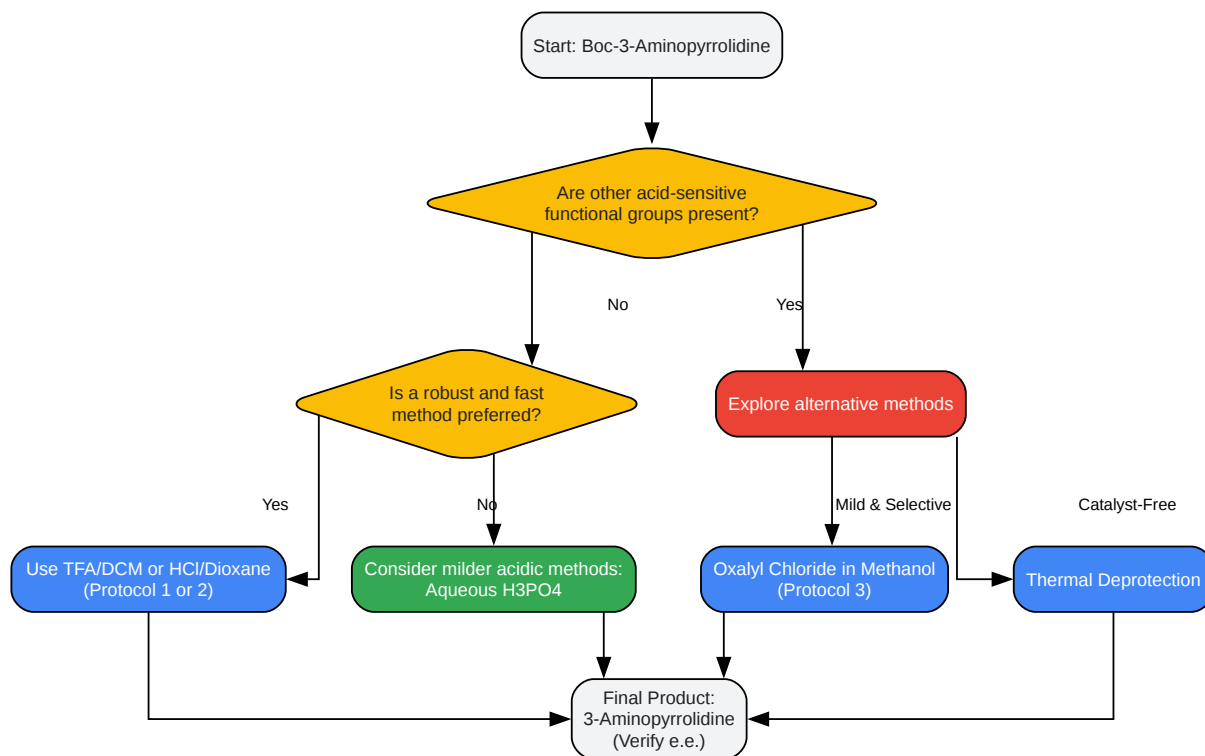 Start: Boc-3-Aminopyrrolidine
Are other acid-sensitive
functional groups present?
No
Yes
Is a robust and fast
method preferred?
Explore alternative methods
Yes
No
Mild & Selective
Catalyst-Free
Use TFA/DCM or HCl/Dioxane
(Protocol 1 or 2)
Consider milder acidic methods:
Aqueous H3PO4
Oxalyl Chloride in Methanol
(Protocol 3)
Thermal Deprotection
Final Product:
3-Aminopyrrolidine
(Verify e.e.)